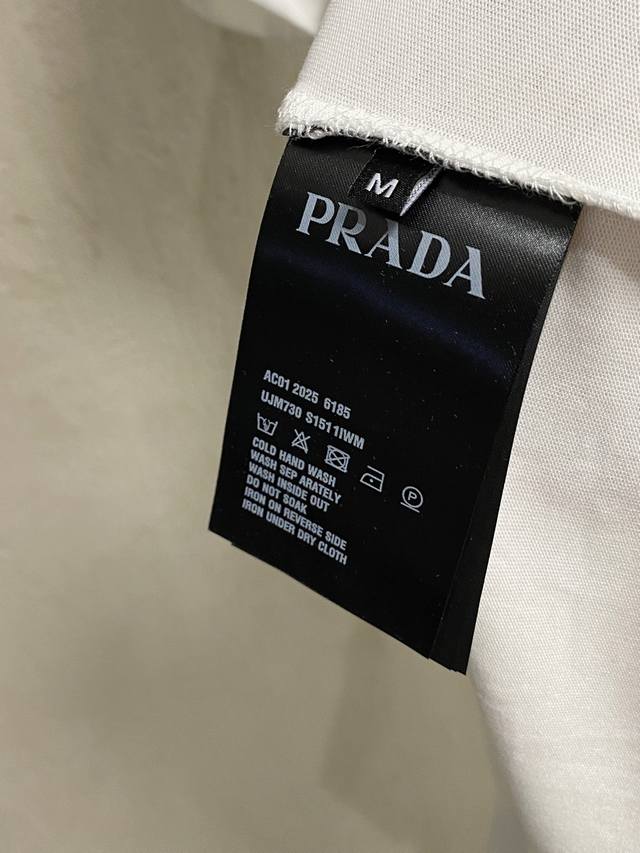 M
PRADA
AC01 2025 6185
UJM730 S1511IWM
COLD HAND WASH
WASH SEP ARATELY
WASH INSIDE OUT
DO NOT SOAK
IRON ON REVERSE SIDE
IRON UNDER DRY CLOTH
P